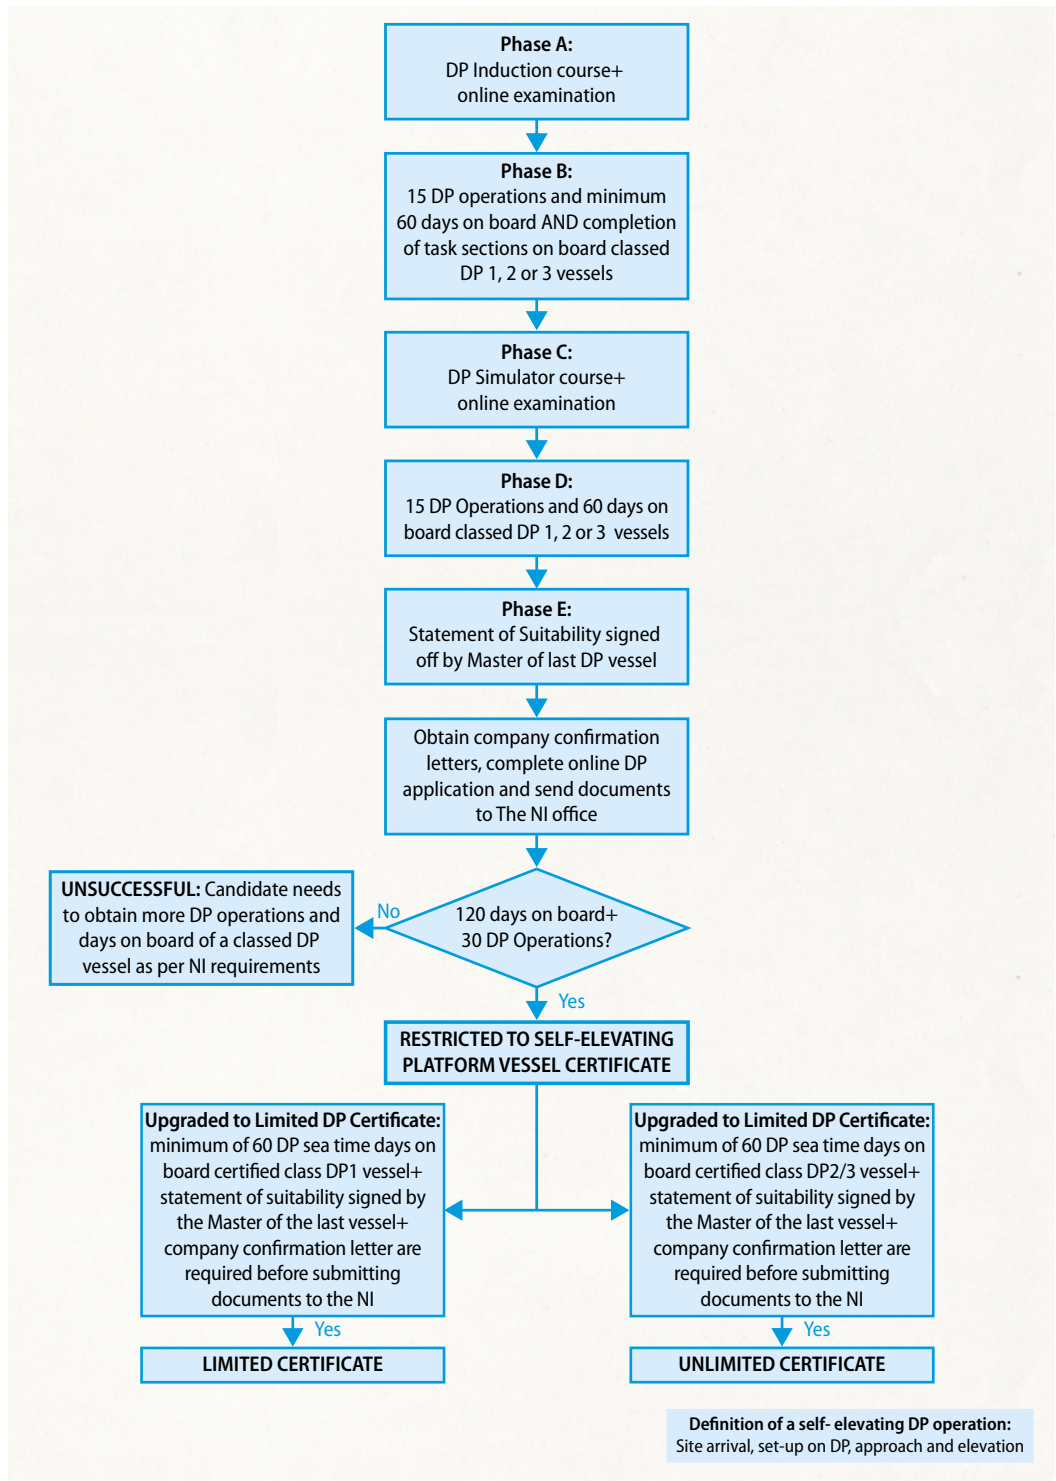 Phase A:
DP Induction course+
online examination
Phase B:
15 DP operations and minimum
60 days on board AND completion
of task sections on board classed
DP 1, 2 or 3 vessels
Phase C:
DP Simulator course+
online examination
Phase D:
15 DP Operations and 60 days on
board classed DP 1, 2 or 3 vessels
Phase E:
Statement of Suitability signed
off by Master of last DP vessel
Obtain company confirmation
letters, complete online DP
application and send documents
to The NI office
120 days on board+
30 DP Operations?
No
UNSUCCESSFUL: Candidate needs
to obtain more DP operations and
days on board of a classed DP
vessel as per NI requirements
Yes
RESTRICTED TO SELF-ELEVATING
PLATFORM VESSEL CERTIFICATE
Upgraded to Limited DP Certificate:
minimum of 60 DP sea time days on
board certified class DP1 vessel+
statement of suitability signed by
the Master of the last vessel+
company confirmation letter are
required before submitting
documents to the NI
Yes
LIMITED CERTIFICATE
Upgraded to Limited DP Certificate:
minimum of 60 DP sea time days on
board certified class DP2/3 vessel+
statement of suitability signed by
the Master of the last vessel+
company confirmation letter are
required before submitting
documents to the NI
Yes
UNLIMITED CERTIFICATE
Definition of a self- elevating DP operation:
Site arrival, set-up on DP, approach and elevation